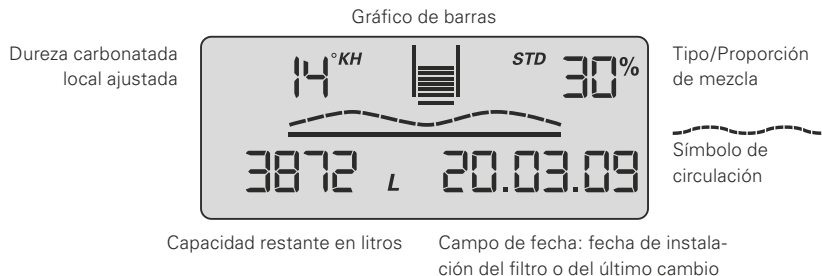 Gráfico de barras
Dureza carbonatada
local ajustada
14 °KH STD 30%
Tipo/Proporción
de mezcla
Símbolo de
circulación
3872 L 20.03.09
Capacidad restante en litros
Campo de fecha: fecha de instala-
ción del filtro o del último cambio